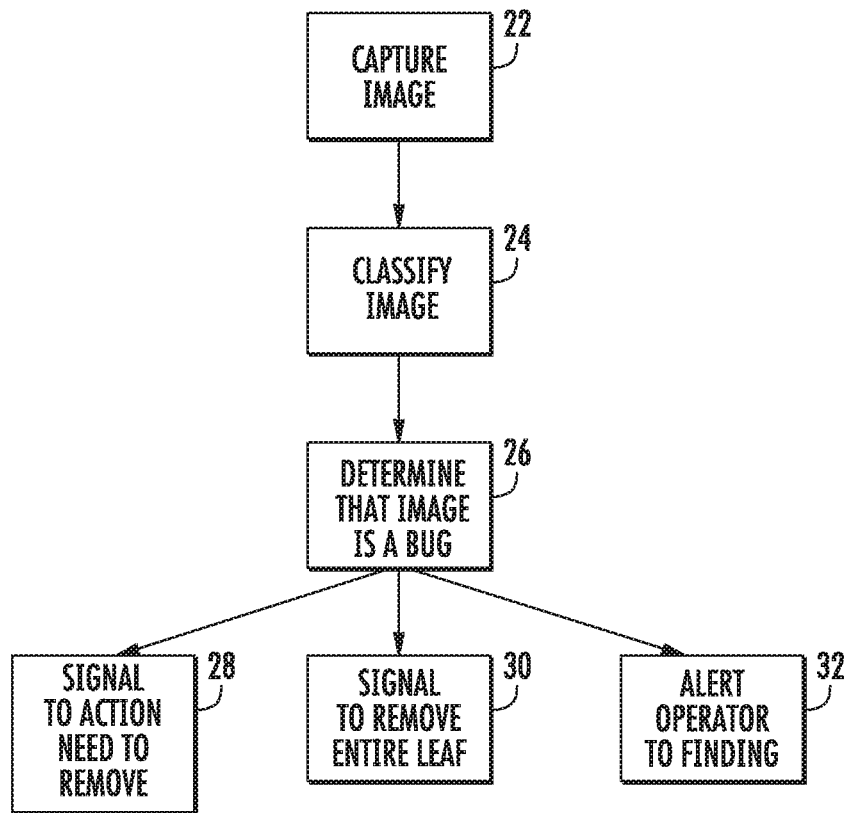 22
CAPTURE
IMAGE
24
CLASSIFY
IMAGE
26
DETERMINE
THAT IMAGE
IS A BUG
28
SIGNAL
TO ACTION
NEED TO
REMOVE
30
SIGNAL
TO REMOVE
ENTIRE LEAF
32
ALERT
OPERATOR
TO FINDING